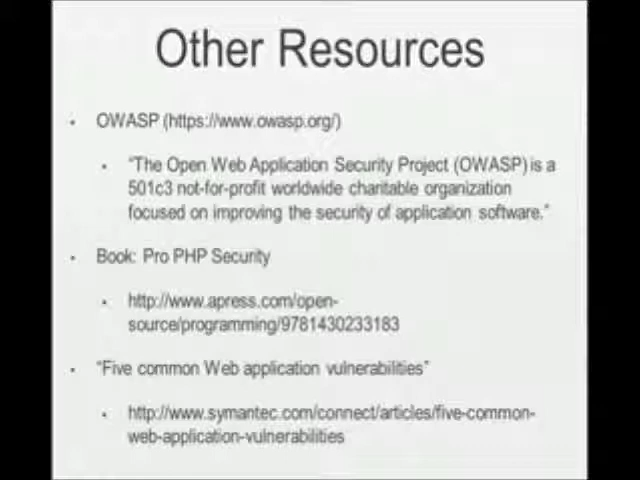 Other Resources
• OWASP (https://www.owasp.org/)
• “The Open Web Application Security Project (OWASP) is a
501c3 not-for-profit worldwide charitable organization
focused on improving the security of application software.”
• Book: Pro PHP Security
• http://www.apress.com/open-
source/programming/9781430233183
• “Five common Web application vulnerabilities”
• http://www.symantec.com/connect/articles/five-common-
web-application-vulnerabilities